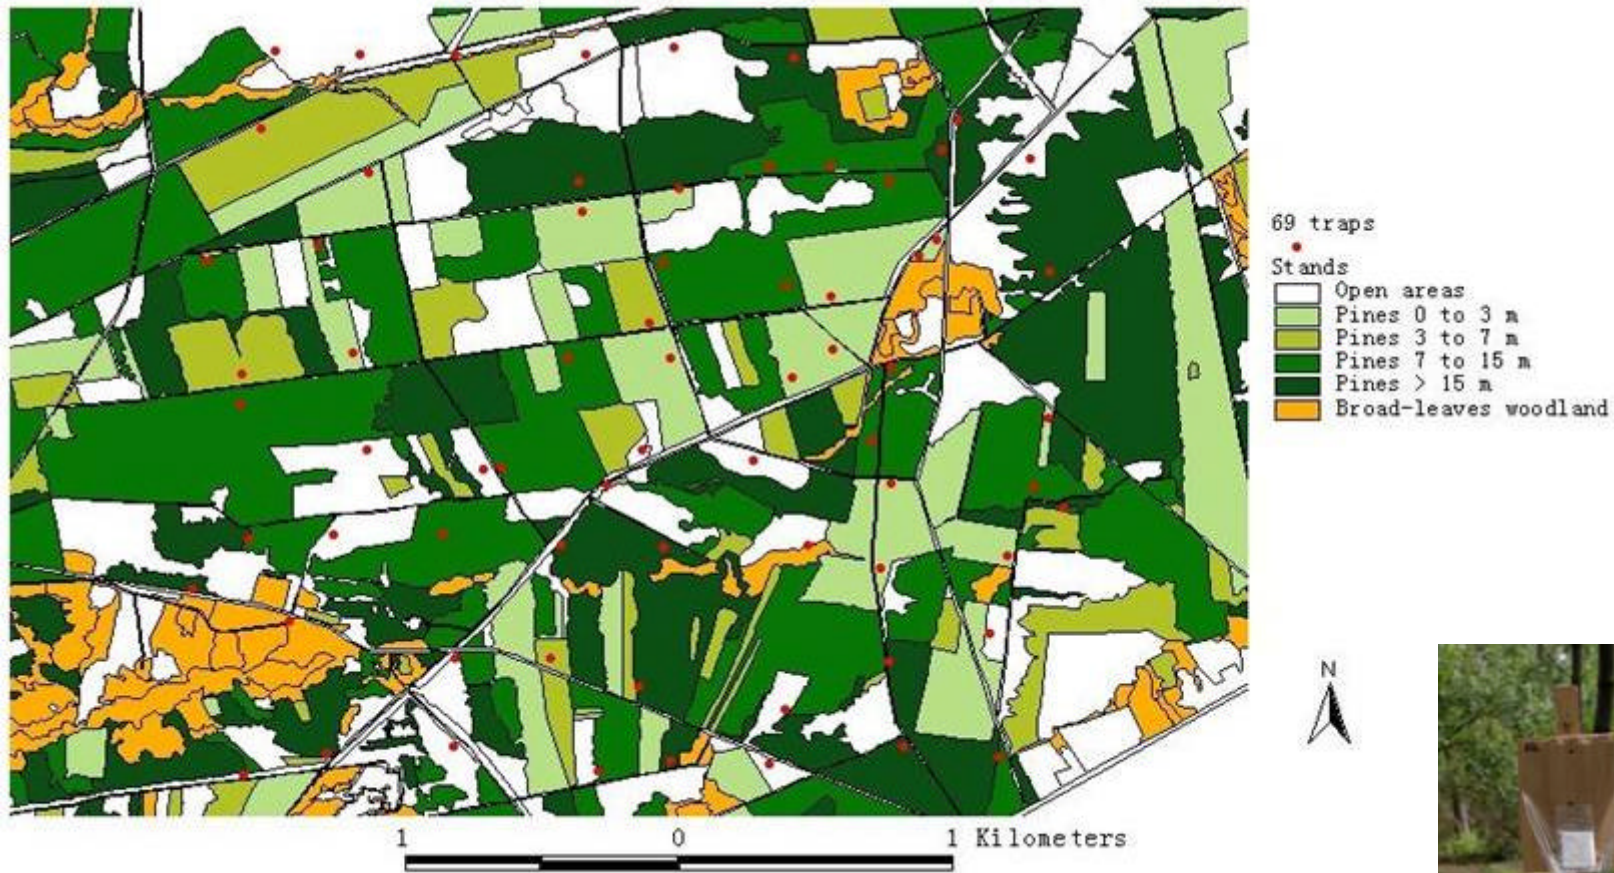 69 traps
Stands
Open areas
Pines 0 to 3 m
Pines 3 to 7 m
Pines 7 to 15 m
Pines > 15 m
Broad-leaves woodland
N
1 0 1 Kilometers